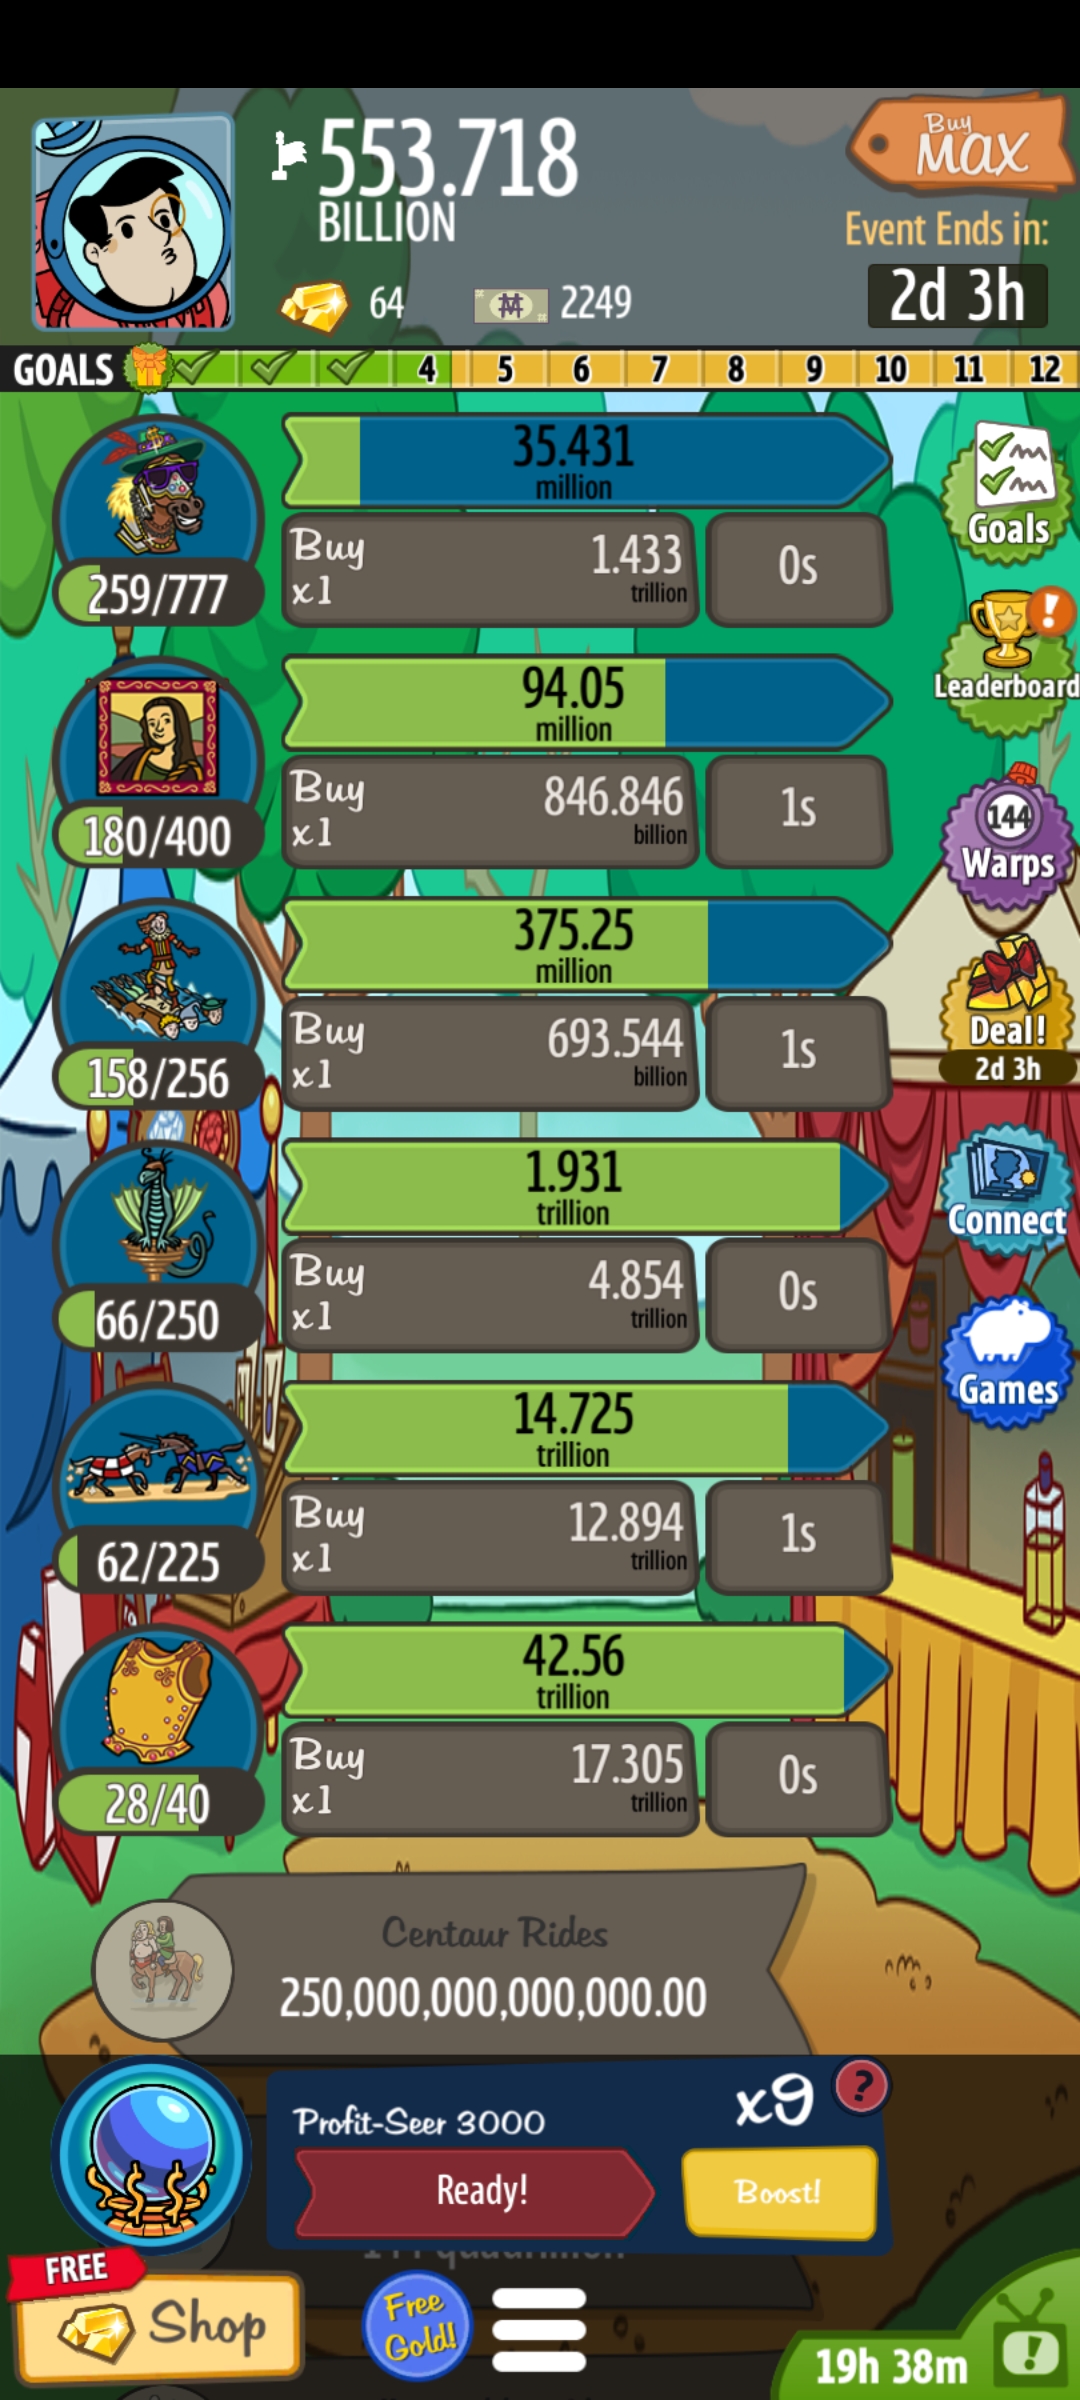 553.718
BILLION
Buy
MAX
Event Ends in:
2d 3h
64
2249
GOALS
4
5
6
7
8
9
10
11
12
35.431
million
Buy
x1
1.433
trillion
0s
259/777
Goals
Leaderboard
94.05
million
Buy
x1
846.846
billion
1s
180/400
144
Warps
375.25
million
Buy
x1
693.544
billion
1s
158/256
Deal!
2d 3h
1.931
trillion
Buy
x1
4.854
trillion
0s
66/250
Connect
14.725
trillion
Buy
x1
12.894
trillion
1s
62/225
Games
42.56
trillion
Buy
x1
17.305
trillion
0s
28/40
Centaur Rides
250,000,000,000,000.00
Profit-Seer 3000
x9
?
Ready!
Boost!
FREE
Shop
Free
Gold!
19h 38m